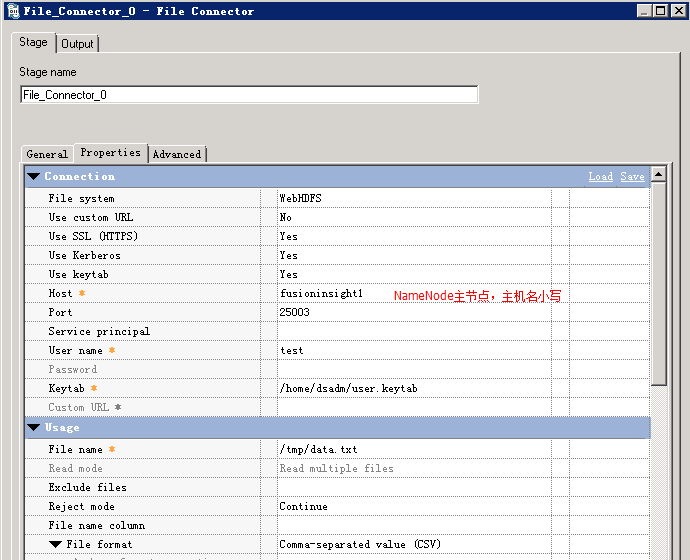 File_Connector_0 - File Connector
Stage Output
Stage name
File_Connector_0
General Properties Advanced
Connection Load Save
File system WebHDFS
Use custom URL No
Use SSL (HTTPS) Yes
Use Kerberos Yes
Use keytab Yes
Host * fusioninsight1 NameNode主节点，主机名小写
Port 25003
Service principal
User name * test
Password
Keytab * /home/dsadm/user.keytab
Custom URL *
Usage
File name * /tmp/data.txt
Read mode Read multiple files
Exclude files
Reject mode Continue
File name column
File format Comma-separated value (CSV)